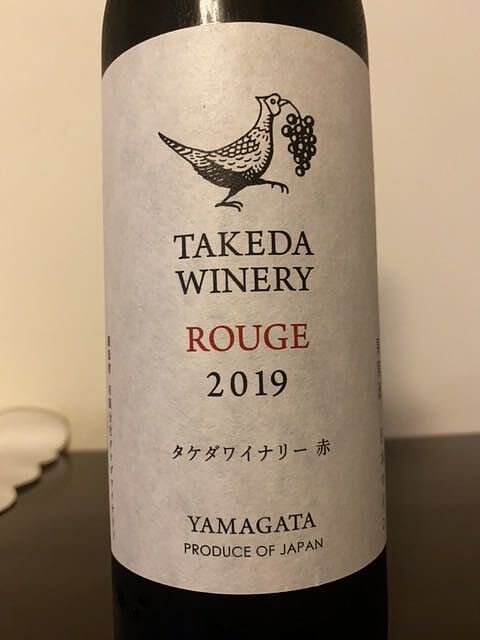 TAKEDA
WINERY
ROUGE
2019
タケダワイナリー 赤
YAMAGATA
PRODUCE OF JAPAN